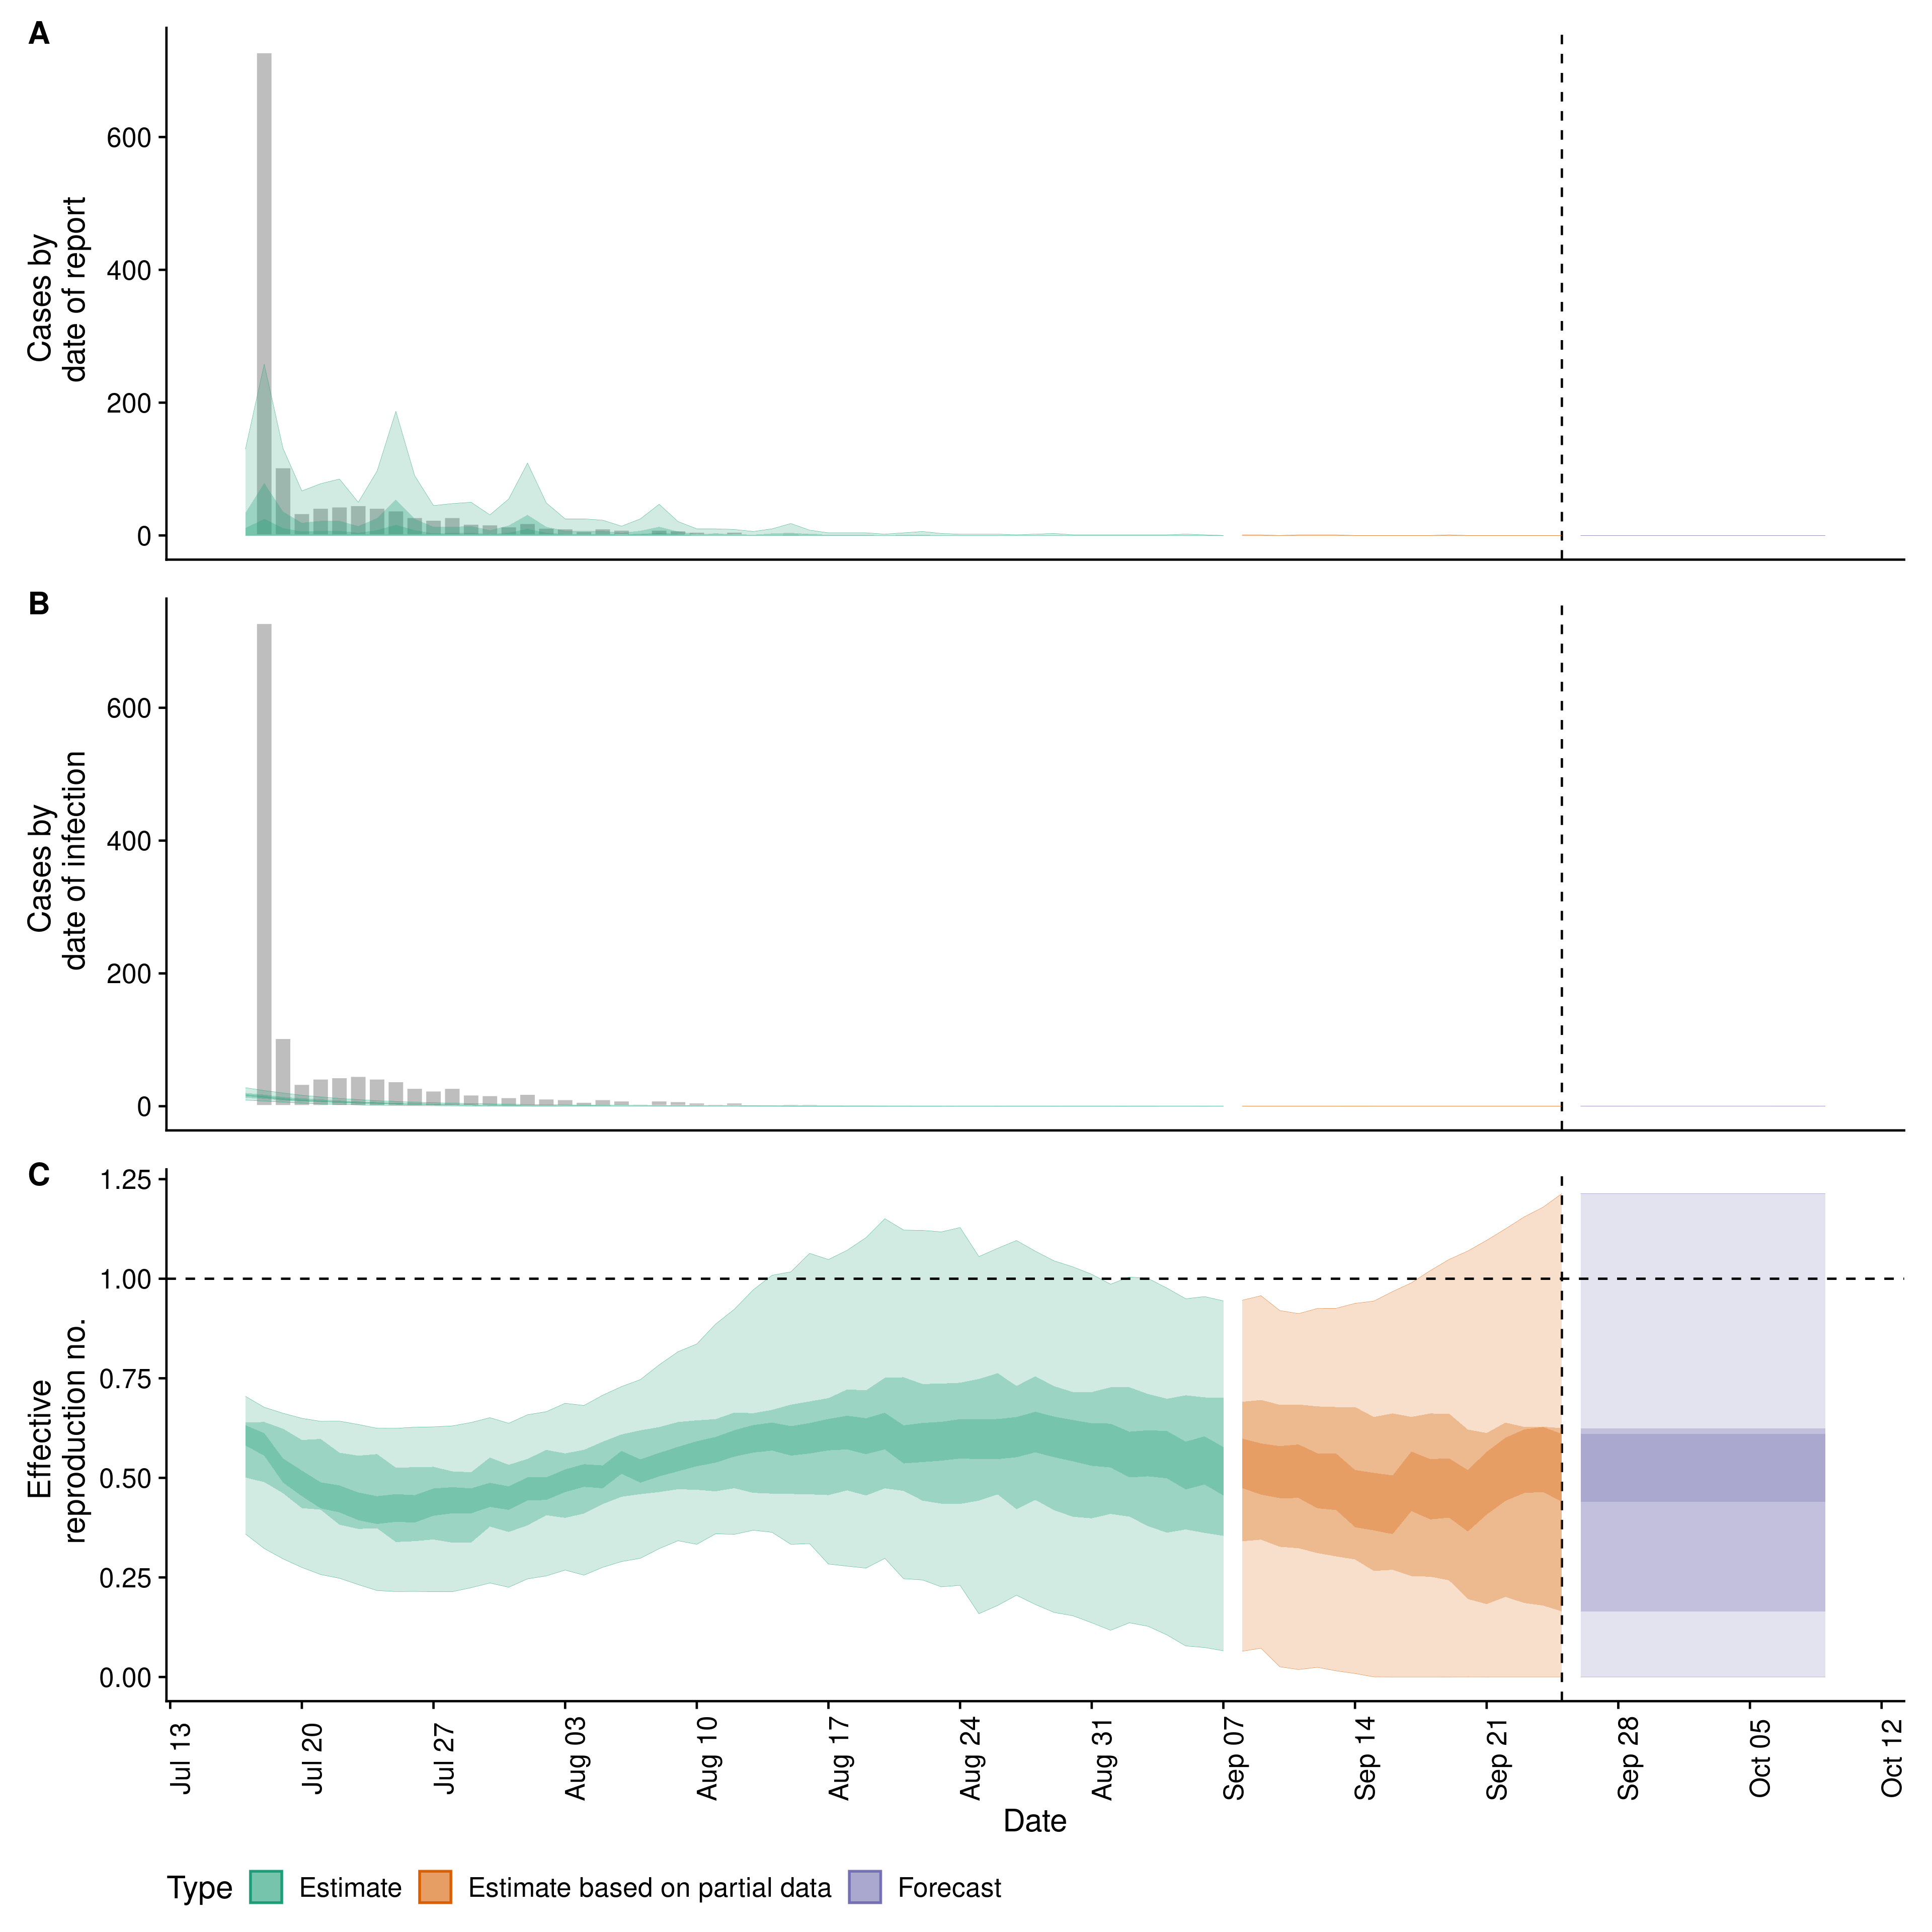 A
Cases by
date of report
600
400
200
0
B
Cases by
date of infection
600
400
200
0
C
Effective
reproduction no.
1.25
1.00
0.75
0.50
0.25
0.00
Jul 13
Jul 20
Jul 27
Aug 03
Aug 10
Aug 17
Aug 24
Aug 31
Sep 07
Sep 14
Sep 21
Sep 28
Oct 05
Oct 12
Date
Type Estimate Estimate based on partial data Forecast